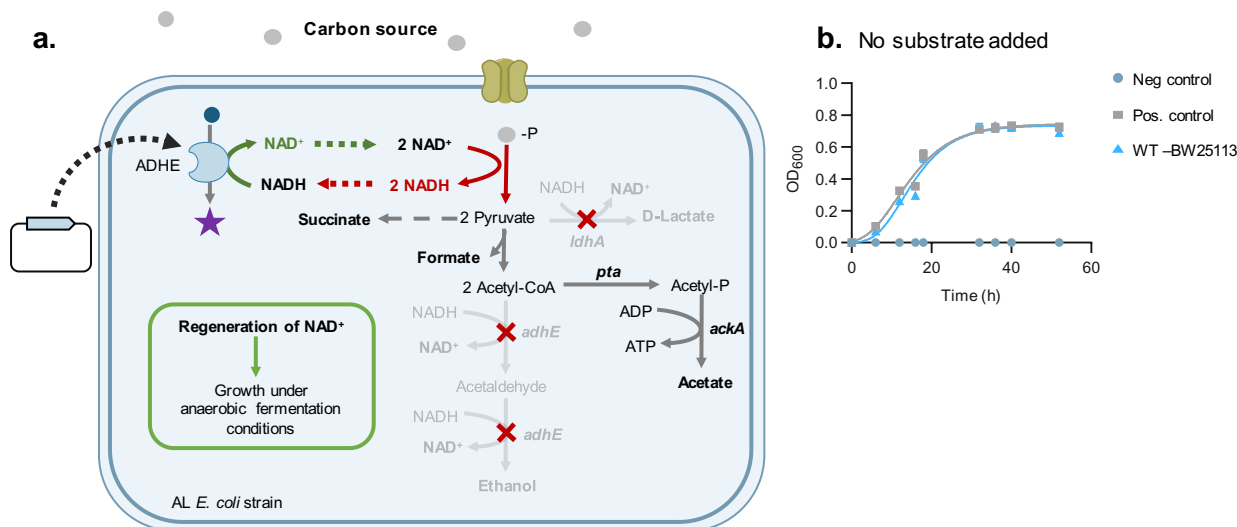 a.
Carbon source
-P
ADHE
NAD⁺
2 NAD⁺
NADH
2 NADH
NADH
NAD⁺
Succinate
2 Pyruvate
D-Lactate
ldhA
Formate
pta
2 Acetyl-CoA
Acetyl-P
NADH
ADP
adhE
ackA
NAD⁺
ATP
Acetaldehyde
Acetate
NADH
adhE
NAD⁺
Ethanol
Regeneration of NAD⁺
Growth under
anaerobic fermentation
conditions
AL E. coli strain
b. No substrate added
OD600
1.0
0.8
0.6
0.4
0.2
0.0
0
20
40
60
Time (h)
Neg control
Pos. control
WT –BW25113